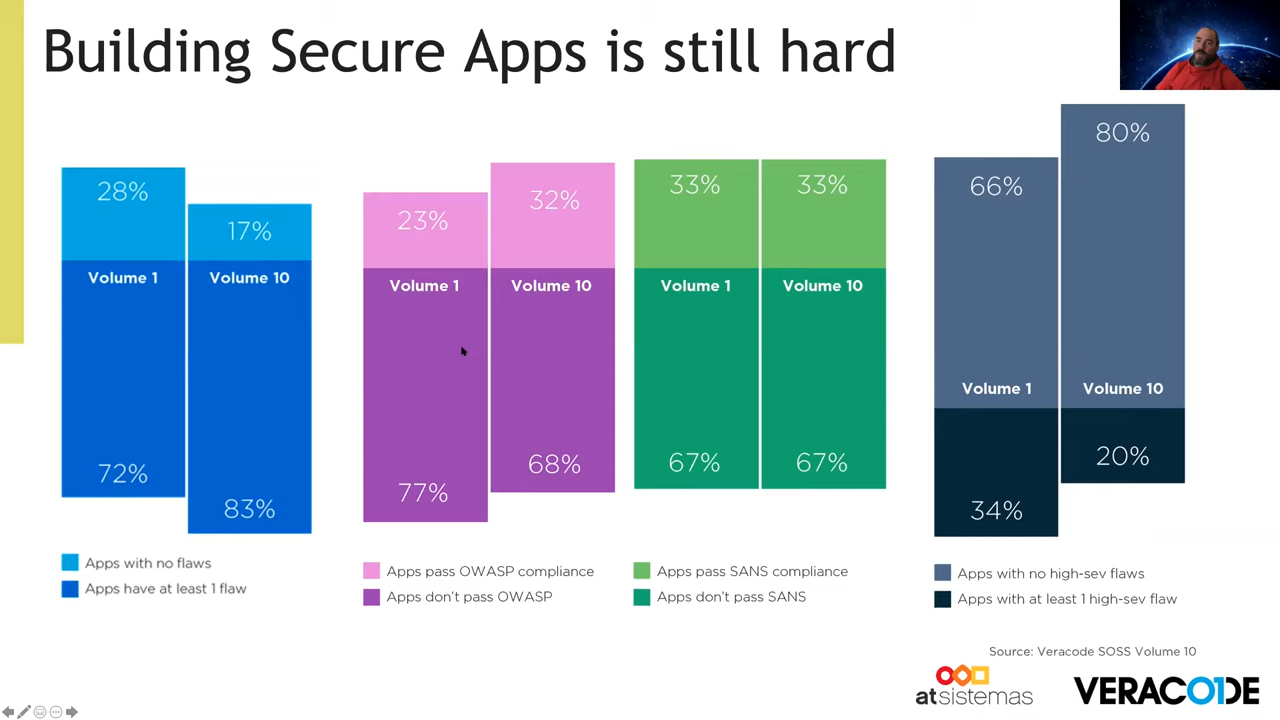 Building Secure Apps is still hard
28%
17%
Volume 1
Volume 10
72%
83%
Apps with no flaws
Apps have at least 1 flaw
23%
32%
Volume 1
Volume 10
77%
68%
Apps pass OWASP compliance
Apps don't pass OWASP
33%
33%
Volume 1
Volume 10
67%
67%
Apps pass SANS compliance
Apps don't pass SANS
66%
80%
Volume 1
Volume 10
34%
20%
Apps with no high-sev flaws
Apps with at least 1 high-sev flaw
Source: Veracode SOSS Volume 10
atsistemas
VERACODE